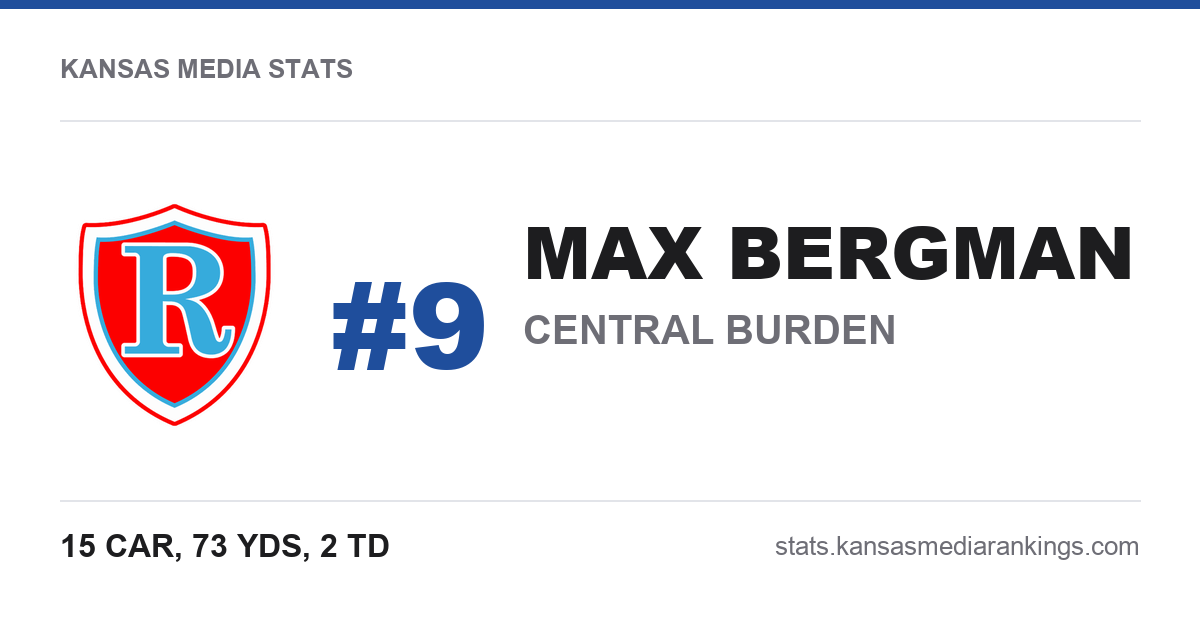 KANSAS MEDIA STATS
R
#9
MAX BERGMAN
CENTRAL BURDEN
15 CAR, 73 YDS, 2 TD
stats.kansasmediarankings.com